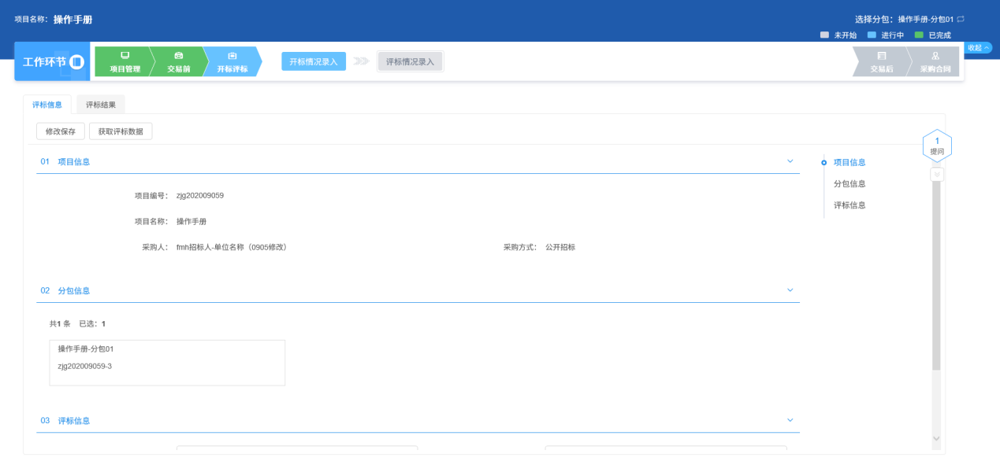 项目名称： 操作手册
选择分包： 操作手册-分包01
未开始 进行中 已完成
收起
工作环节
项目管理 交易前 开标评标 开标情况录入 评标情况录入 交易后 采购合同
评标信息 评标结果
修改保存 获取评标数据
1
提问
01 项目信息
项目信息
分包信息
评标信息
项目编号： zjg202009059
项目名称： 操作手册
采购人： fmh招标人-单位名称（0905修改） 采购方式： 公开招标
02 分包信息
共1 条 已选：1
操作手册-分包01
zjg202009059-3
03 评标信息